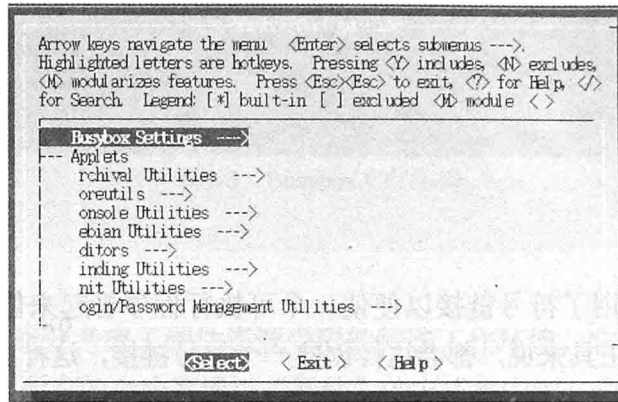 Arrow keys navigate the menu. <Enter> selects submenus --->.
Highlighted letters are hotkeys. Pressing <Y> includes, <N> excludes,
<M> modularizes features. Press <Esc><Esc> to exit, <?> for Help, </>
for Search. Legend: [*] built-in [ ] excluded <M> module < >
Busybox Settings --->
--- Applets
rchival Utilities --->
oreutils --->
onsole Utilities --->
ebian Utilities --->
ditors --->
inding Utilities --->
nit Utilities --->
ogin/Password Management Utilities --->
<Select> < Exit > < Help >